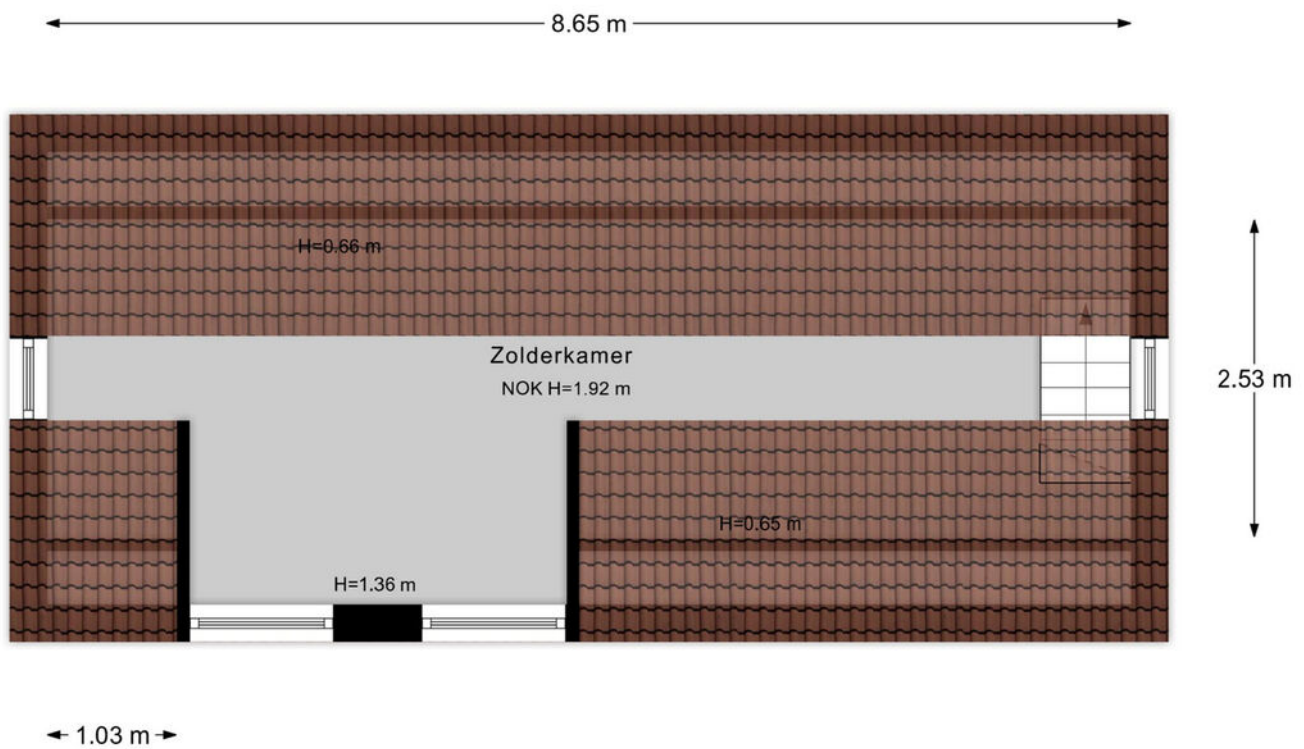 8.65 m
H=0.66 m
Zolderkamer
NOK H=1.92 m
2.53 m
H=0.65 m
H=1.36 m
1.03 m